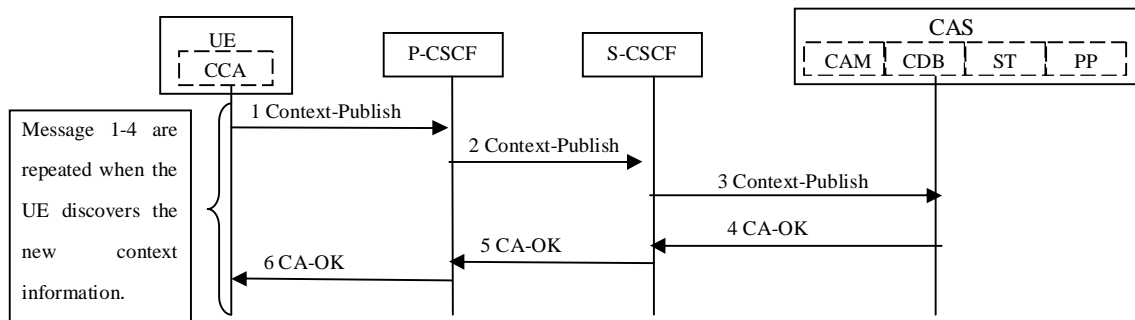 UE
CCA
P-CSCF
S-CSCF
CAS
CAM CDB ST PP
1 Context-Publish
2 Context-Publish
3 Context-Publish
4 CA-OK
5 CA-OK
6 CA-OK
Message 1-4 are
repeated when the
UE discovers the
new context
information.